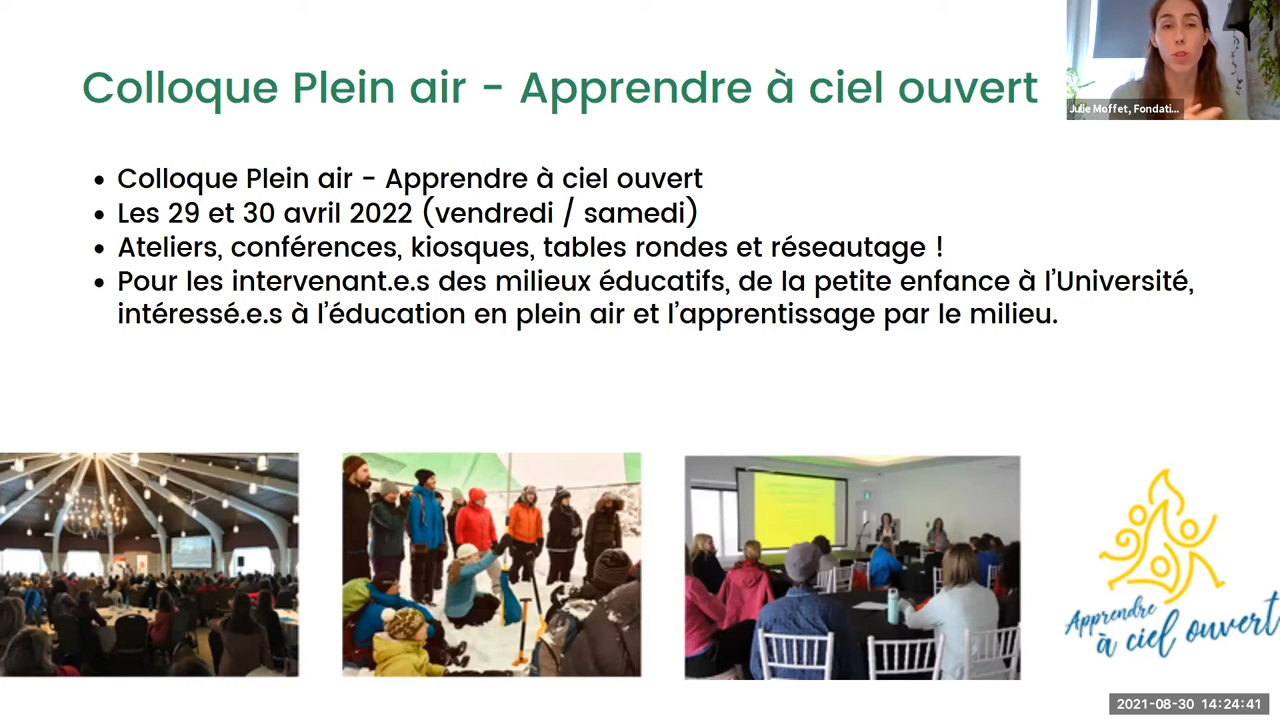 Colloque Plein air - Apprendre à ciel ouvert
Julie Moffet, Fondati...
• Colloque Plein air - Apprendre à ciel ouvert
• Les 29 et 30 avril 2022 (vendredi / samedi)
• Ateliers, conférences, kiosques, tables rondes et réseautage !
• Pour les intervenant.e.s des milieux éducatifs, de la petite enfance à l’Université,
intéressé.e.s à l’éducation en plein air et l’apprentissage par le milieu.
Apprendre
à ciel ouvert
2021-08-30 14:24:41